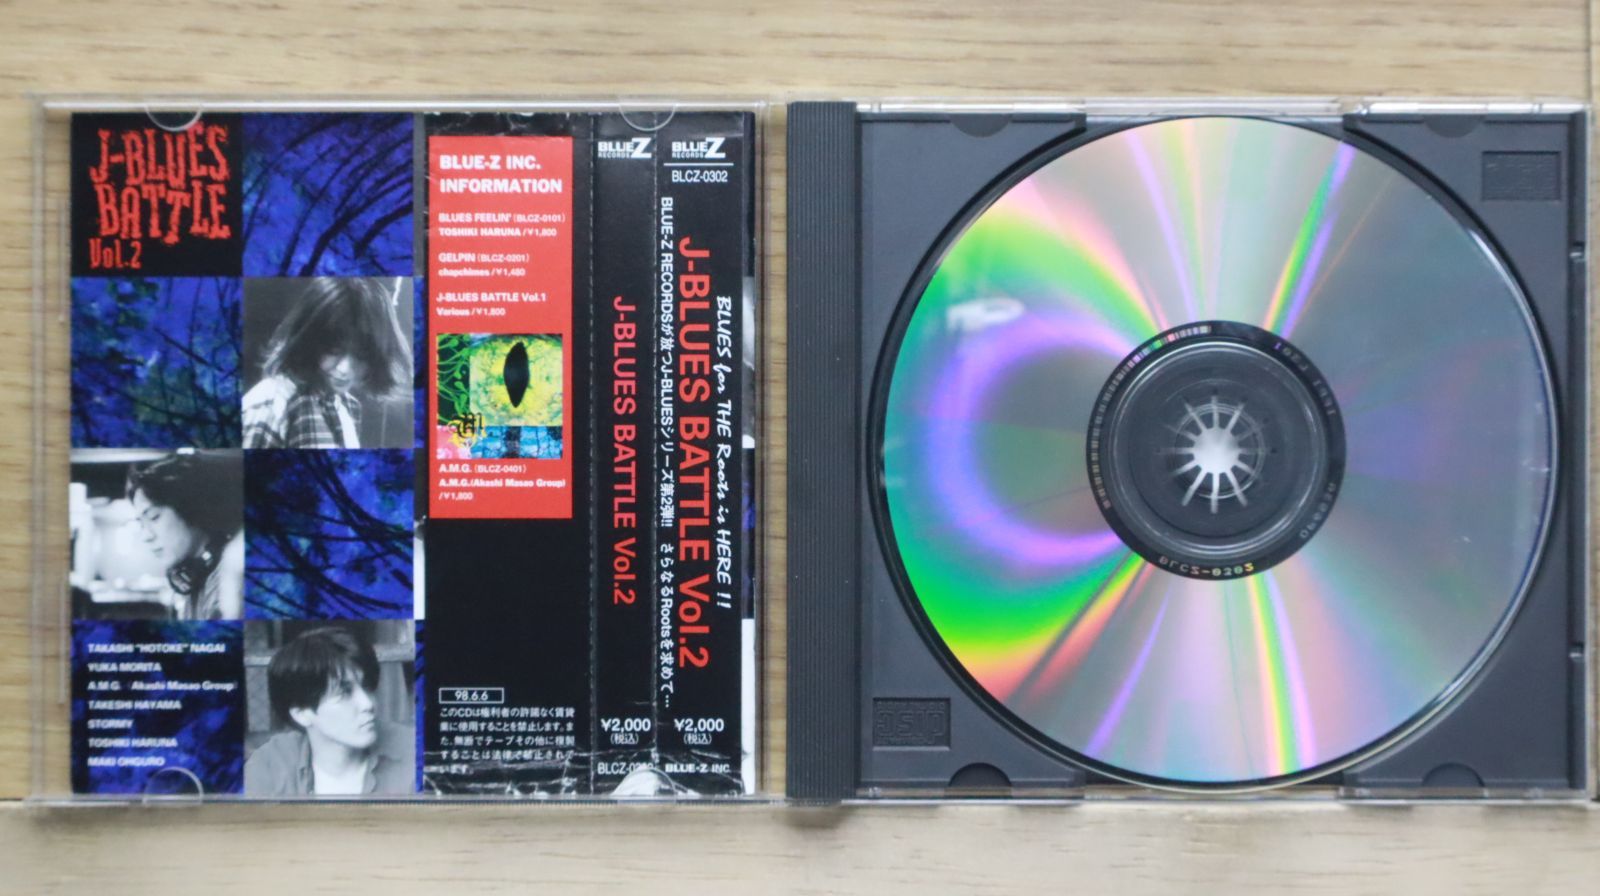 J-BLUES
BATTLE
Vol.2
TAKASHI "HOTOKE" NAGAI
YUKA MORITA
A.M.G. (Akashi Masao Group)
TAKESHI HAYAMA
STORMY
TOSHIKI HARUNA
MAKI OHGURO
BLUE-Z INC.
INFORMATION
BLUES FEELIN' (BLCZ-0101)
TOSHIKI HARUNA / ¥1,800
GELPIN (BLCZ-0201)
chapchimes / ¥1,480
J-BLUES BATTLE Vol.1
Various / ¥1,800
A.M.G. (BLCZ-0401)
A.M.G.(Akashi Masao Group)
/ ¥1,800
98.6.6
このCDは権利者の許諾なく賃貸
業に使用することを禁止します。ま
た、無断でテープその他に複製
することは法律で禁止されて
います。
BLUE Z
RECORDS
J-BLUES BATTLE Vol.2
¥2,000
(税込)
BLCZ-0302
BLUE Z
RECORDS
BLCZ-0302
BLUES for THE Roots is HERE !!
J-BLUES BATTLE Vol.2
BLUE-Z RECORDSが放つJ-BLUESシリーズ第2弾!! さらなるRootsを求めて…
¥2,000
(税込)
BLUE-Z INC.
BLCZ-0302